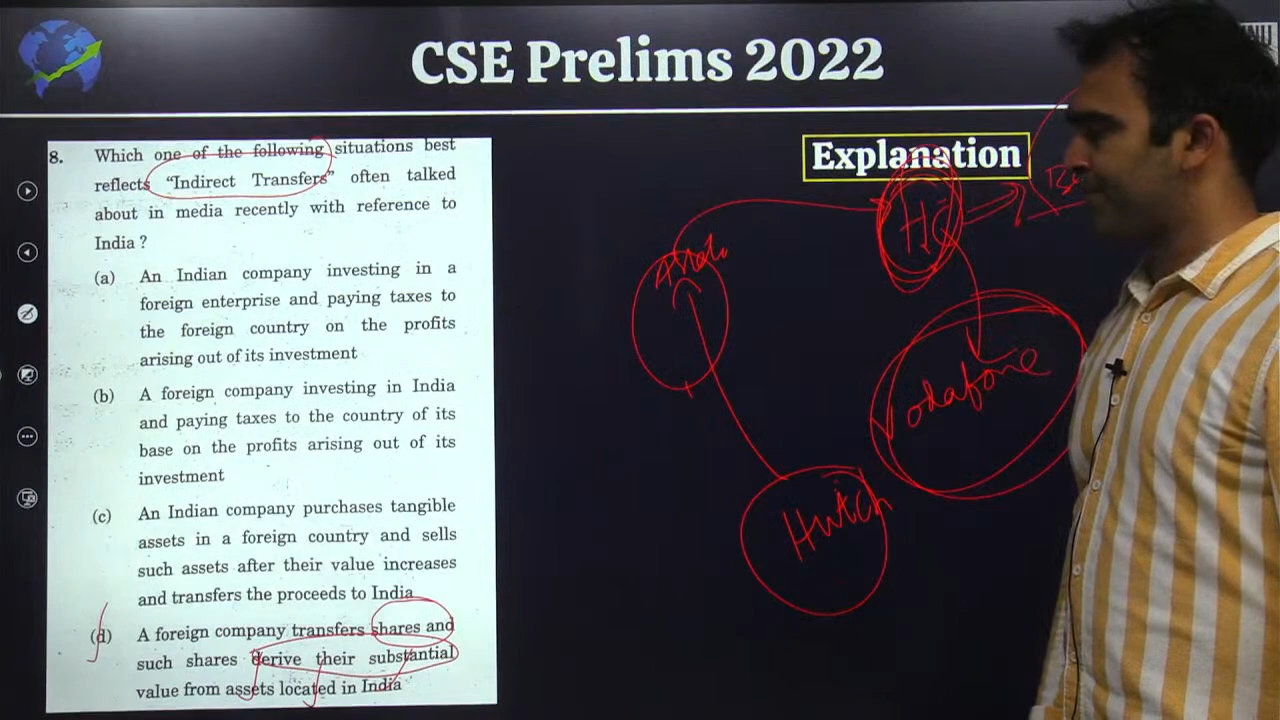 CSE Prelims 2022
8. Which one of the following situations best
reflects “Indirect Transfers” often talked
about in media recently with reference to
India ?
(a) An Indian company investing in a
foreign enterprise and paying taxes to
the foreign country on the profits
arising out of its investment
(b) A foreign company investing in India
and paying taxes to the country of its
base on the profits arising out of its
investment
(c) An Indian company purchases tangible
assets in a foreign country and sells
such assets after their value increases
and transfers the proceeds to India
(d) A foreign company transfers shares and
such shares derive their substantial
value from assets located in India
Explanation
HQ
Vodafone
Hutch